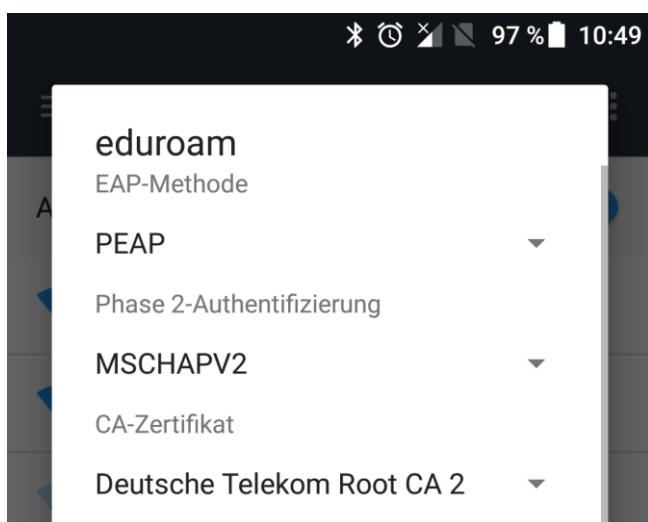 97 % 10:49
eduroam
EAP-Methode
A
PEAP
Phase 2-Authentifizierung
MSCHAPV2
CA-Zertifikat
Deutsche Telekom Root CA 2